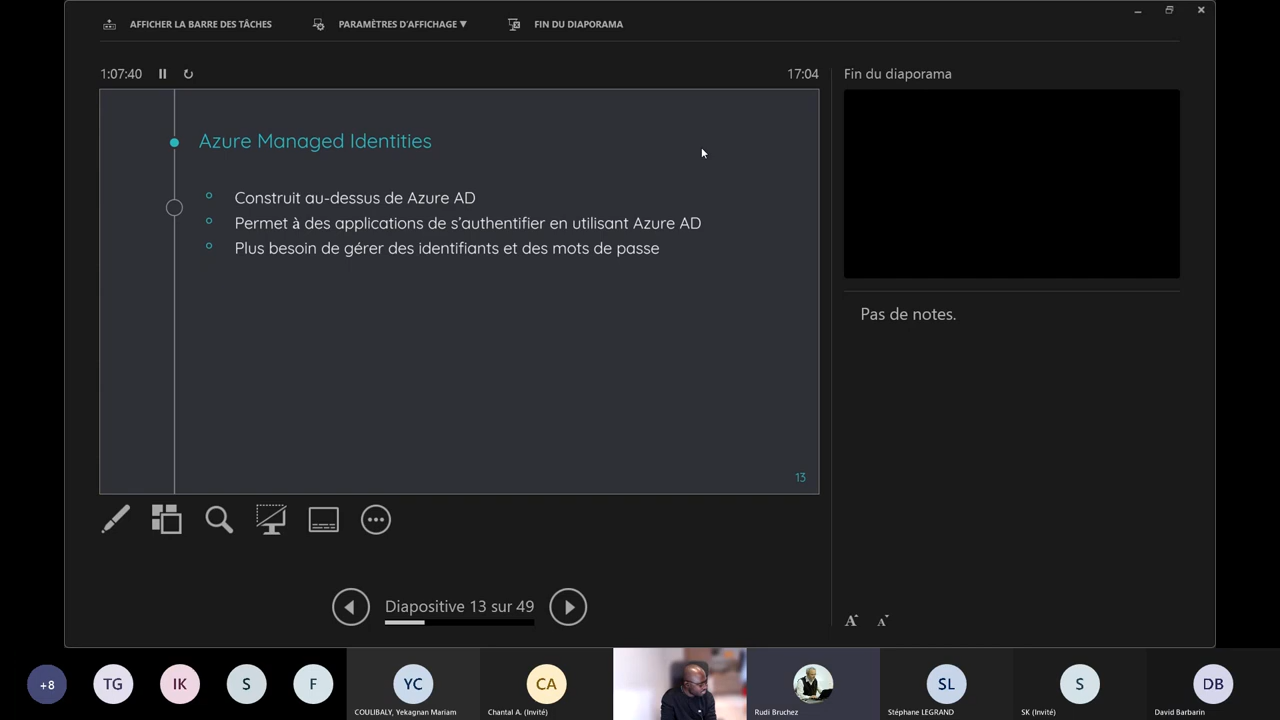 AFFICHER LA BARRE DES TÂCHES
PARAMÈTRES D'AFFICHAGE ▼
FIN DU DIAPORAMA
1:07:40
17:04
Fin du diaporama
Azure Managed Identities
Construit au-dessus de Azure AD
Permet à des applications de s'authentifier en utilisant Azure AD
Plus besoin de gérer des identifiants et des mots de passe
13
Pas de notes.
Diapositive 13 sur 49
A A
+8
TG
IK
S
F
YC
COULIBALY, Yekagnan Mariam
CA
Chantal A. (Invité)
Rudi Bruchez
SL
Stéphane LEGRAND
S
SK (Invité)
DB
David Barbarin